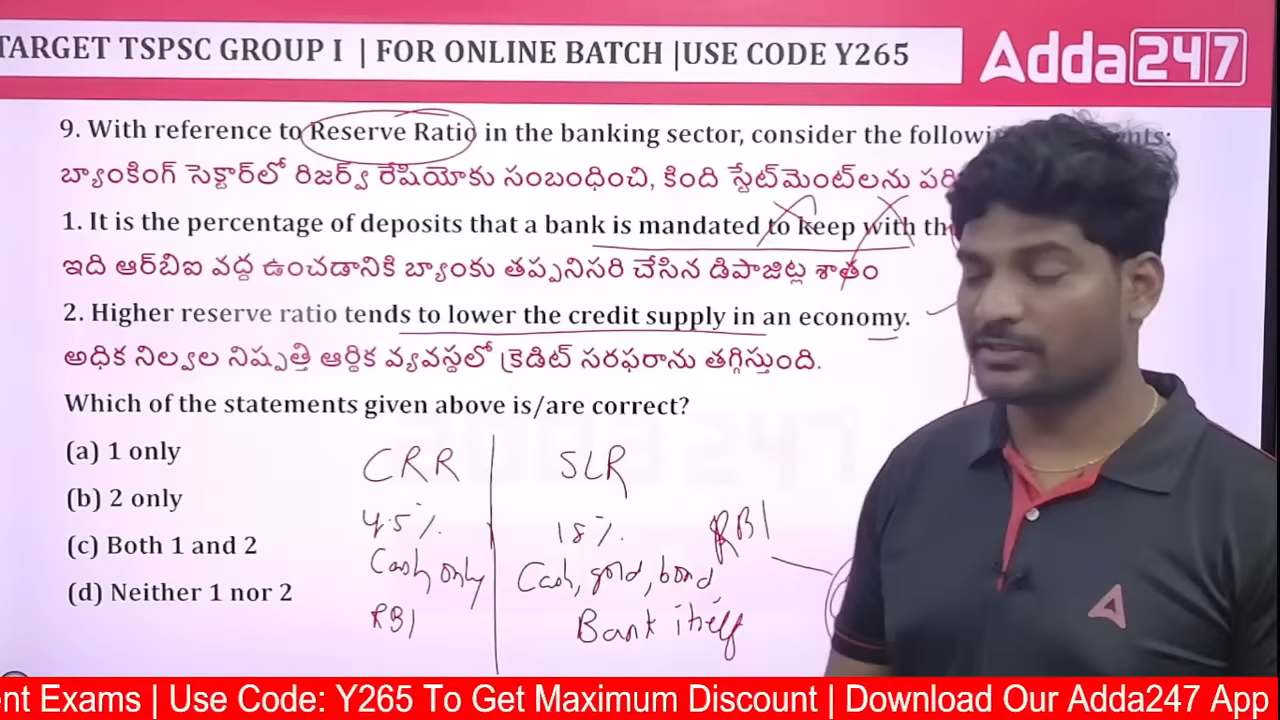 TARGET TSPSC GROUP I | FOR ONLINE BATCH |USE CODE Y265
Adda247
9. With reference to Reserve Ratio in the banking sector, consider the
బ్యాంకింగ్ సెక్టార్‌లో రిజర్వ్ రేషియోకు సంబంధించి, కింది స్టేట్‌మెంట్‌లను
1. It is the percentage of deposits that a bank is mandated to keep with
ఇది ఆర్‌బిఐ వద్ద ఉంచడానికి బ్యాంకు తప్పనిసరి చేసిన డిపాజిట్ల శాతం
2. Higher reserve ratio tends to lower the credit supply in an economy.
అధిక నిల్వల నిష్పత్తి ఆర్థిక వ్యవస్థలో క్రెడిట్ సరఫరాను తగ్గిస్తుంది.
Which of the statements given above is/are correct?
(a) 1 only
(b) 2 only
(c) Both 1 and 2
(d) Neither 1 nor 2
CRR SLR
4.5% 18% RBI
Cash only Cash, gold, bond,
RBI Bank itself
nt Exams | Use Code: Y265 To Get Maximum Discount | Download Our Adda247 App